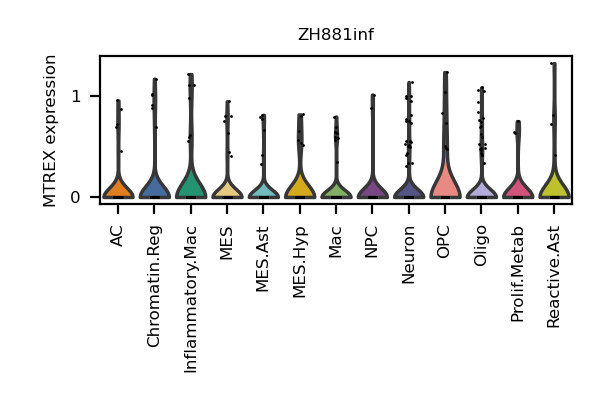 ZH881inf
MTREX expression
1
0
AC
Chromatin.Reg
Inflammatory.Mac
MES
MES.Ast
MES.Hyp
Mac
NPC
Neuron
OPC
Oligo
Prolif.Metab
Reactive.Ast